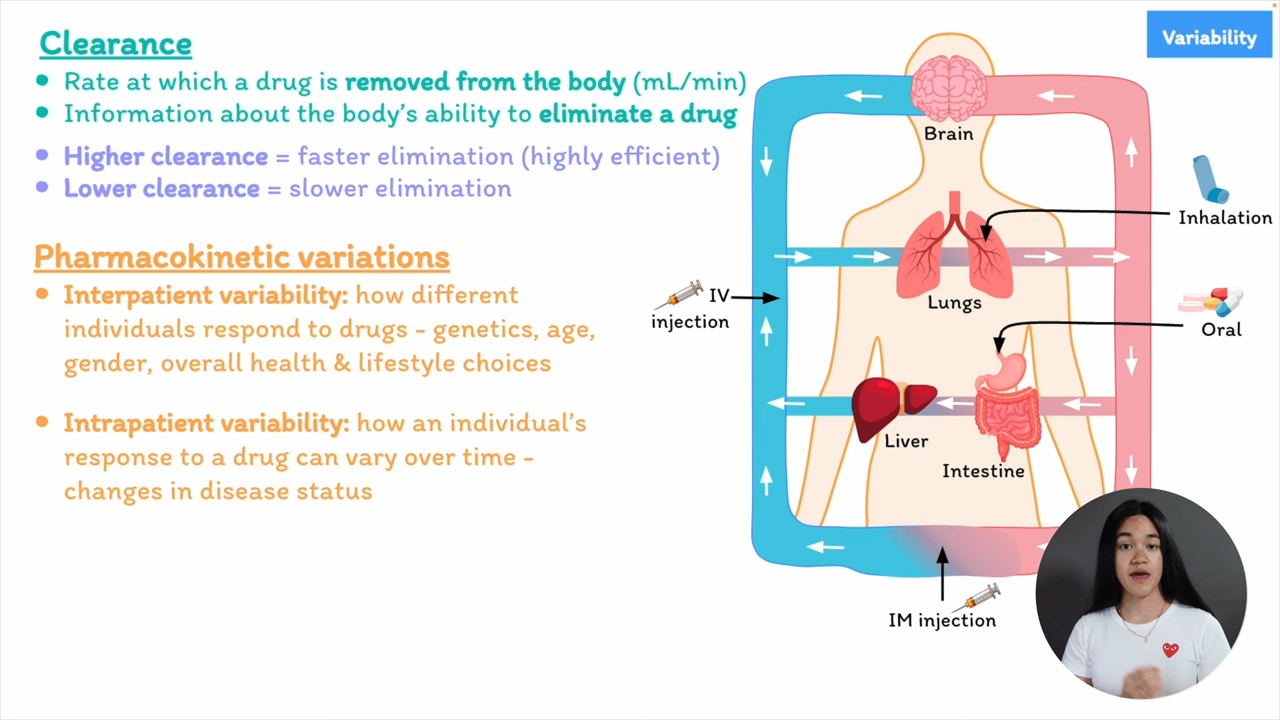 Clearance
Rate at which a drug is removed from the body (mL/min)
Information about the body's ability to eliminate a drug
Higher clearance = faster elimination (highly efficient)
Lower clearance = slower elimination
Pharmacokinetic variations
Interpatient variability: how different
individuals respond to drugs - genetics, age,
gender, overall health & lifestyle choices
Intrapatient variability: how an individual's
response to a drug can vary over time -
changes in disease status
Variability
Brain
Inhalation
Lungs
IV
injection
Oral
Liver
Intestine
IM injection